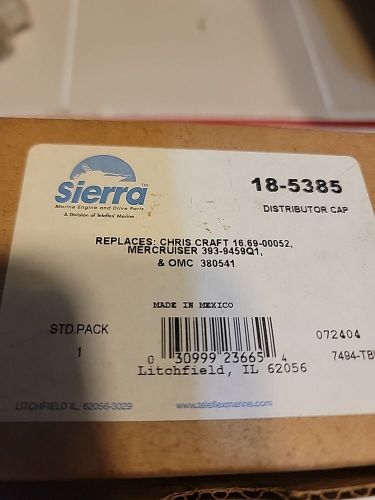 Sierra™
Marine Engine and Drive Parts
A Division of Teleflex Marine
18-5385
DISTRIBUTOR CAP
REPLACES: CHRIS CRAFT 16.69-00052,
MERCRUISER 393-9459Q1,
& OMC 380541
MADE IN MEXICO
STD.PACK
1
072404
0 30999 23665 4
7494-TB
Litchfield, IL 62056
LITCHFIELD IL, 62056-3029
www.teleflexmarine.com